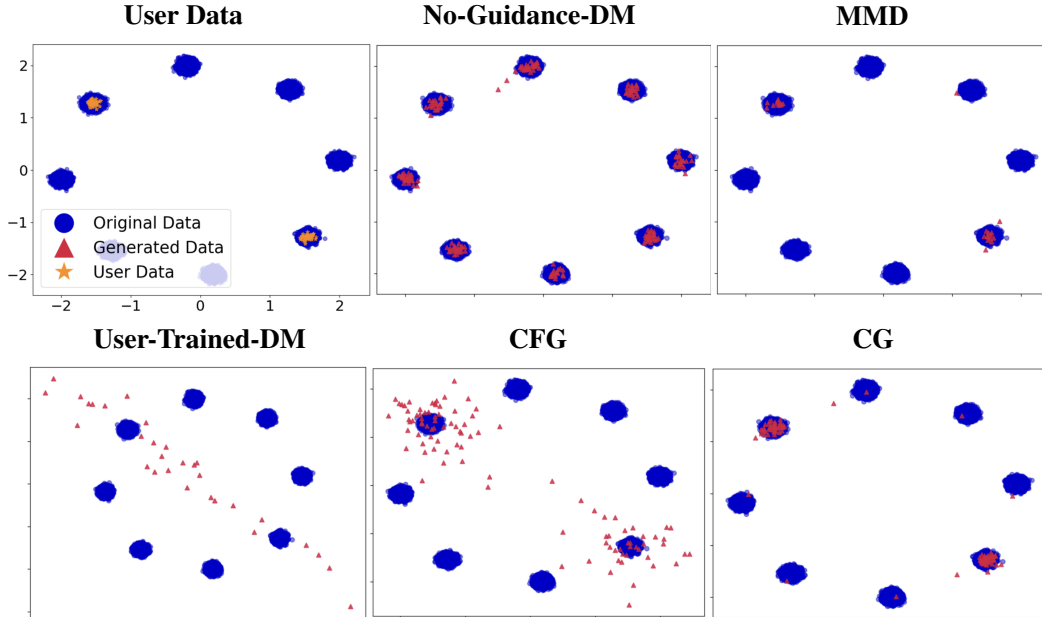 User Data
No-Guidance-DM
MMD
2
1
0
−1
−2
Original Data
Generated Data
User Data
−2
−1
0
1
2
User-Trained-DM
CFG
CG